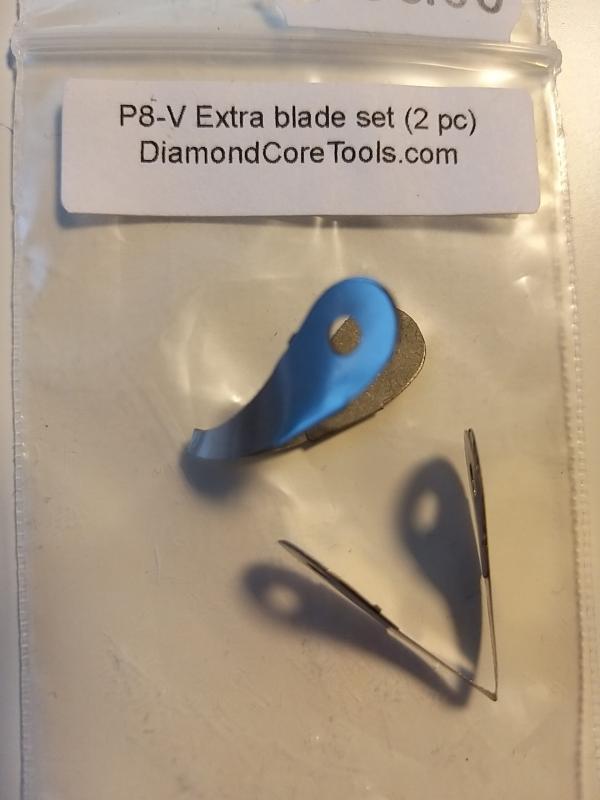 P8-V Extra blade set (2 pc)
DiamondCoreTools.com